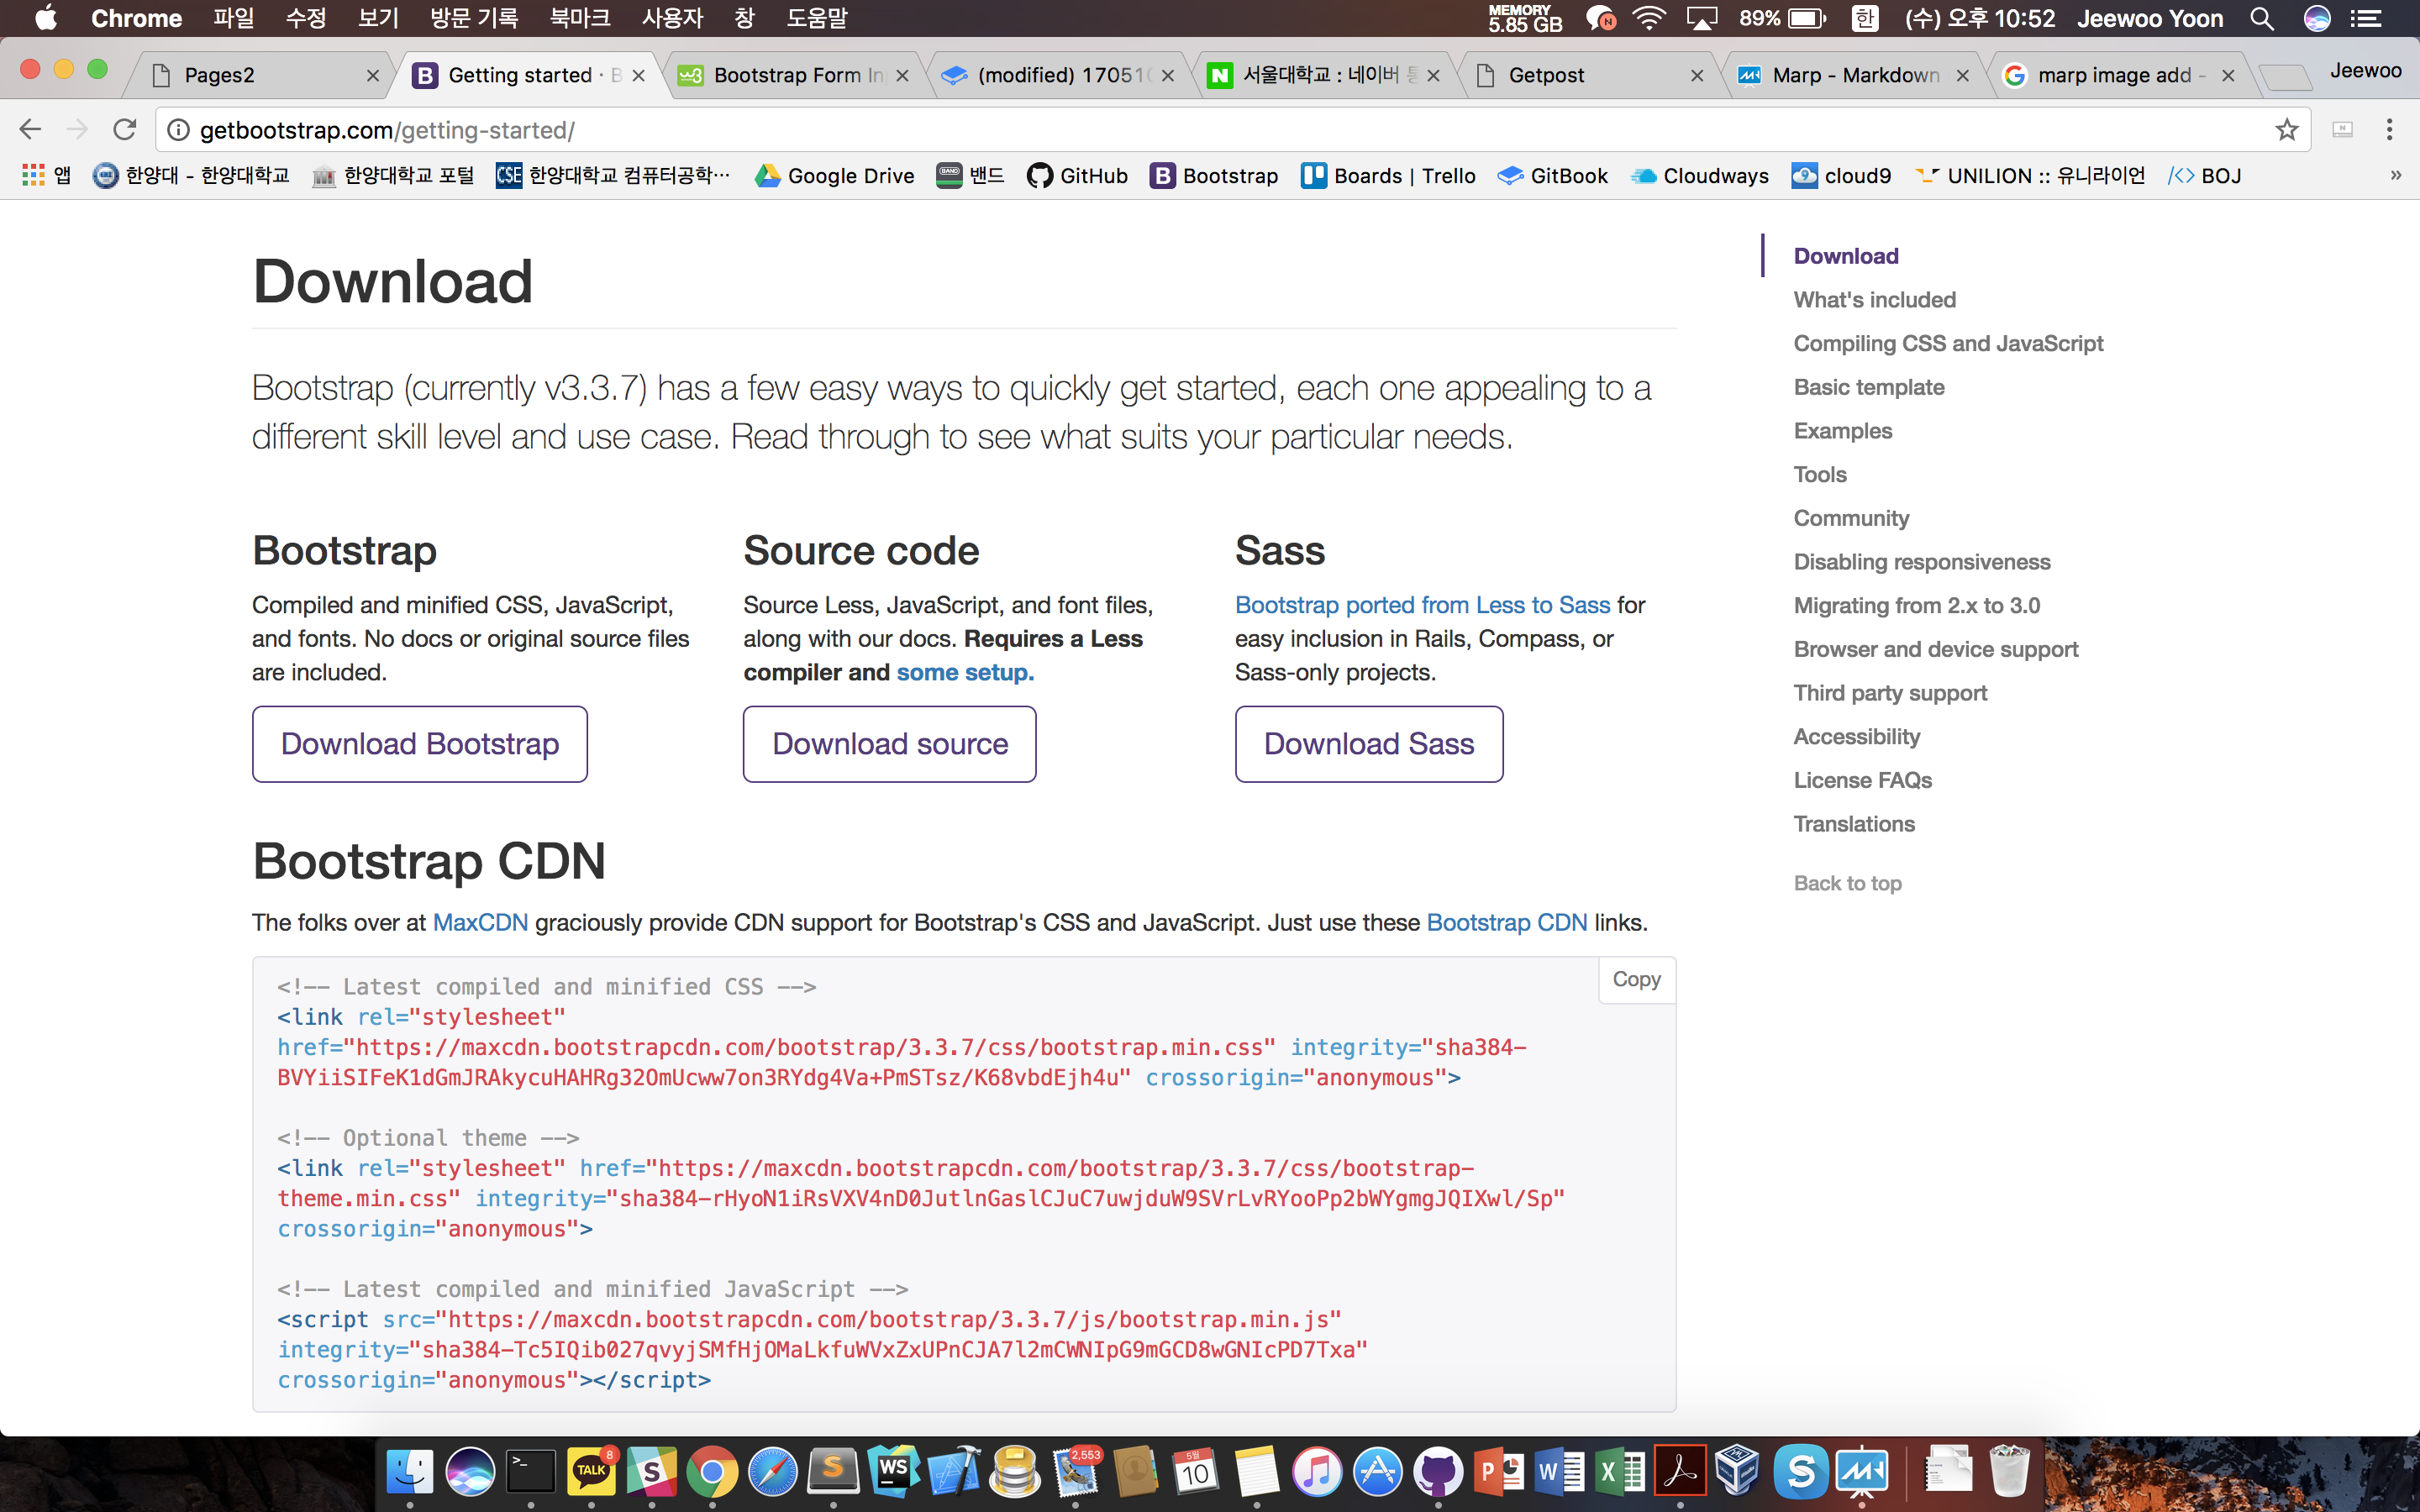 Chrome 파일 수정 보기 방문 기록 북마크 사용자 창 도움말 MEMORY 5.85 GB N 89% 한 (수) 오후 10:52 Jeewoo Yoon
Pages2 B Getting started · B w3 Bootstrap Form In (modified) 17051 N 서울대학교 : 네이버 통 Getpost Marp - Markdown G marp image add - Jeewoo
getbootstrap.com/getting-started/
앱 한양대 - 한양대학교 한양대학교 포털 CSE 한양대학교 컴퓨터공학… Google Drive BAND 밴드 GitHub B Bootstrap Boards | Trello GitBook Cloudways 9 cloud9 UNILION :: 유니라이언 /<> BOJ »
Download
Bootstrap (currently v3.3.7) has a few easy ways to quickly get started, each one appealing to a
different skill level and use case. Read through to see what suits your particular needs.
Bootstrap
Compiled and minified CSS, JavaScript,
and fonts. No docs or original source files
are included.
Download Bootstrap
Source code
Source Less, JavaScript, and font files,
along with our docs. Requires a Less
compiler and some setup.
Download source
Sass
Bootstrap ported from Less to Sass for
easy inclusion in Rails, Compass, or
Sass-only projects.
Download Sass
Bootstrap CDN
The folks over at MaxCDN graciously provide CDN support for Bootstrap's CSS and JavaScript. Just use these Bootstrap CDN links.
Copy
<!-- Latest compiled and minified CSS -->
<link rel="stylesheet"
href="https://maxcdn.bootstrapcdn.com/bootstrap/3.3.7/css/bootstrap.min.css" integrity="sha384-
BVYiiSIFeK1dGmJRAkycuHAHRg32OmUcww7on3RYdg4Va+PmSTsz/K68vbdEjh4u" crossorigin="anonymous">
<!-- Optional theme -->
<link rel="stylesheet" href="https://maxcdn.bootstrapcdn.com/bootstrap/3.3.7/css/bootstrap-
theme.min.css" integrity="sha384-rHyoN1iRsVXV4nD0JutlnGaslCJuC7uwjduW9SVrLvRYooPp2bWYgmgJQIXwl/Sp"
crossorigin="anonymous">
<!-- Latest compiled and minified JavaScript -->
<script src="https://maxcdn.bootstrapcdn.com/bootstrap/3.3.7/js/bootstrap.min.js"
integrity="sha384-Tc5IQib027qvyjSMfHjOMaLkfuWVxZxUPnCJA7l2mCWNIpG9mGCD8wGNIcPD7Txa"
crossorigin="anonymous"></script>
Download
What's included
Compiling CSS and JavaScript
Basic template
Examples
Tools
Community
Disabling responsiveness
Migrating from 2.x to 3.0
Browser and device support
Third party support
Accessibility
License FAQs
Translations
Back to top
>_ TALK 8 S S WS 2,553 5월 10 P W X S